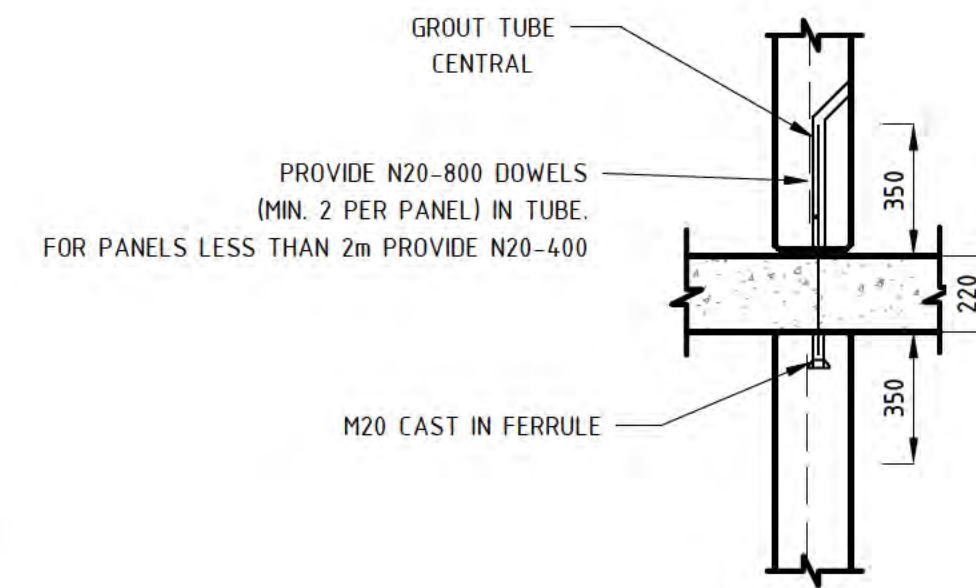 GROUT TUBE
CENTRAL
PROVIDE N20-800 DOWELS
(MIN. 2 PER PANEL) IN TUBE.
FOR PANELS LESS THAN 2m PROVIDE N20-400
350
220
350
M20 CAST IN FERRULE